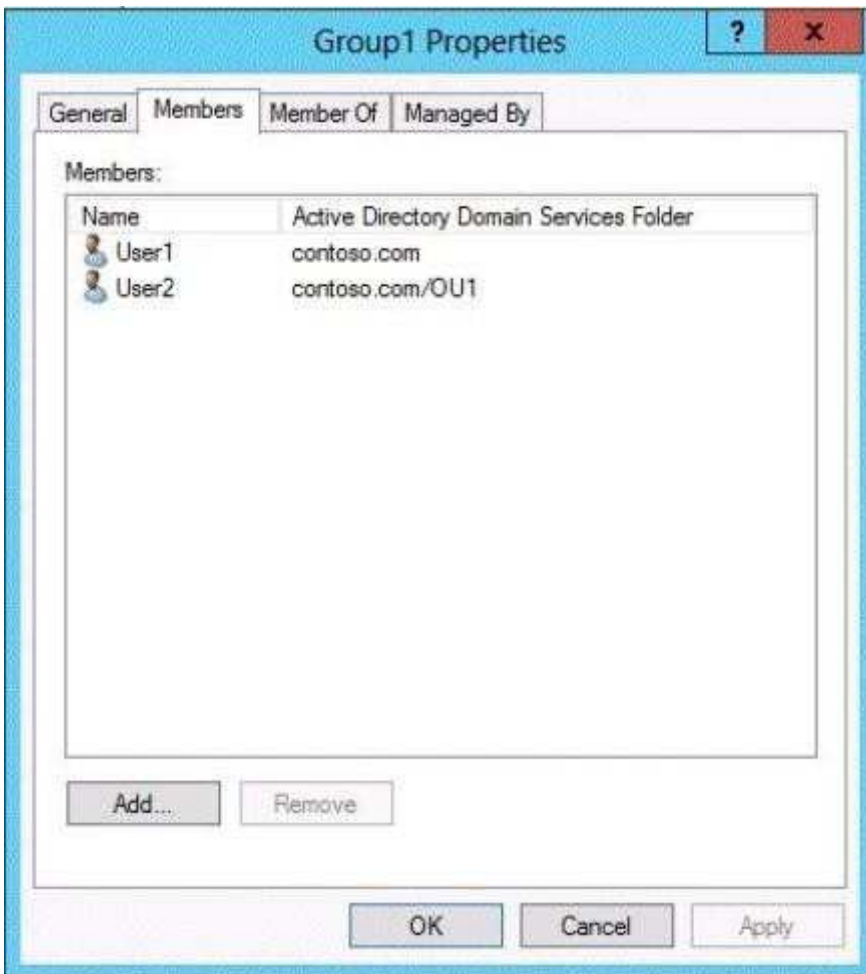 Group1 Properties
?
x
General Members Member Of Managed By
Members:
Name Active Directory Domain Services Folder
User1 contoso.com
User2 contoso.com/OU1
Add... Remove
OK Cancel Apply